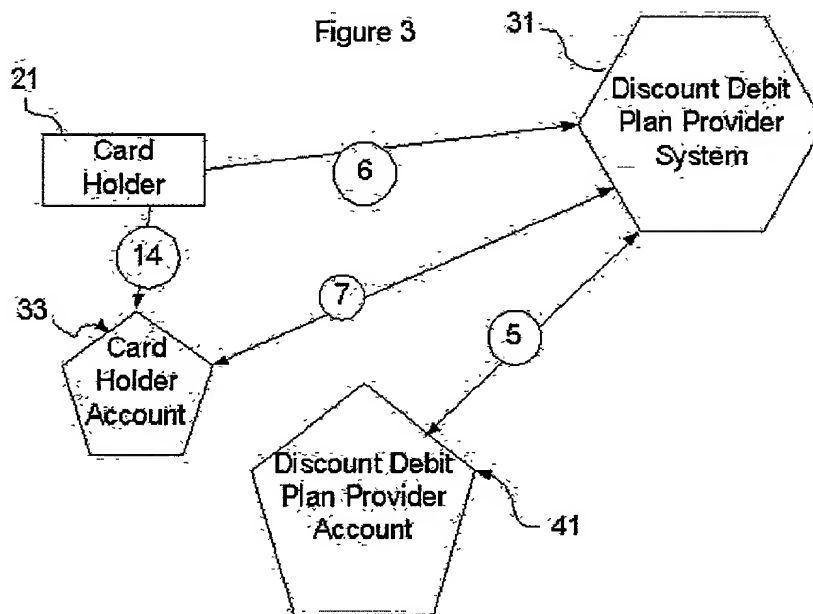 Figure 3
31
21
Discount Debit
Plan Provider
System
Card
Holder
6
14
7
33
5
Card
Holder
Account
Discount Debit
Plan Provider
Account
41